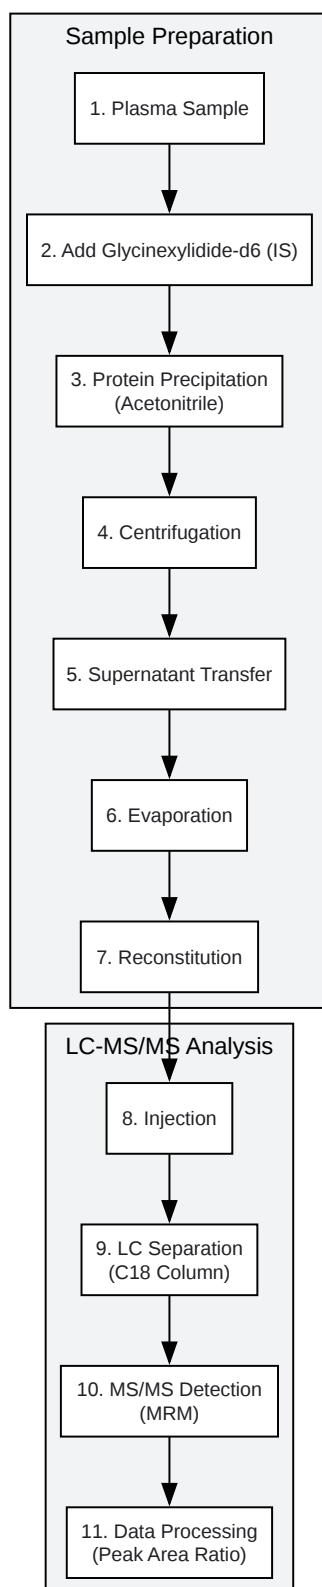 Sample Preparation
1. Plasma Sample
2. Add Glycinexylidide-d6 (IS)
3. Protein Precipitation
(Acetonitrile)
4. Centrifugation
5. Supernatant Transfer
6. Evaporation
7. Reconstitution
LC-MS/MS Analysis
8. Injection
9. LC Separation
(C18 Column)
10. MS/MS Detection
(MRM)
11. Data Processing
(Peak Area Ratio)